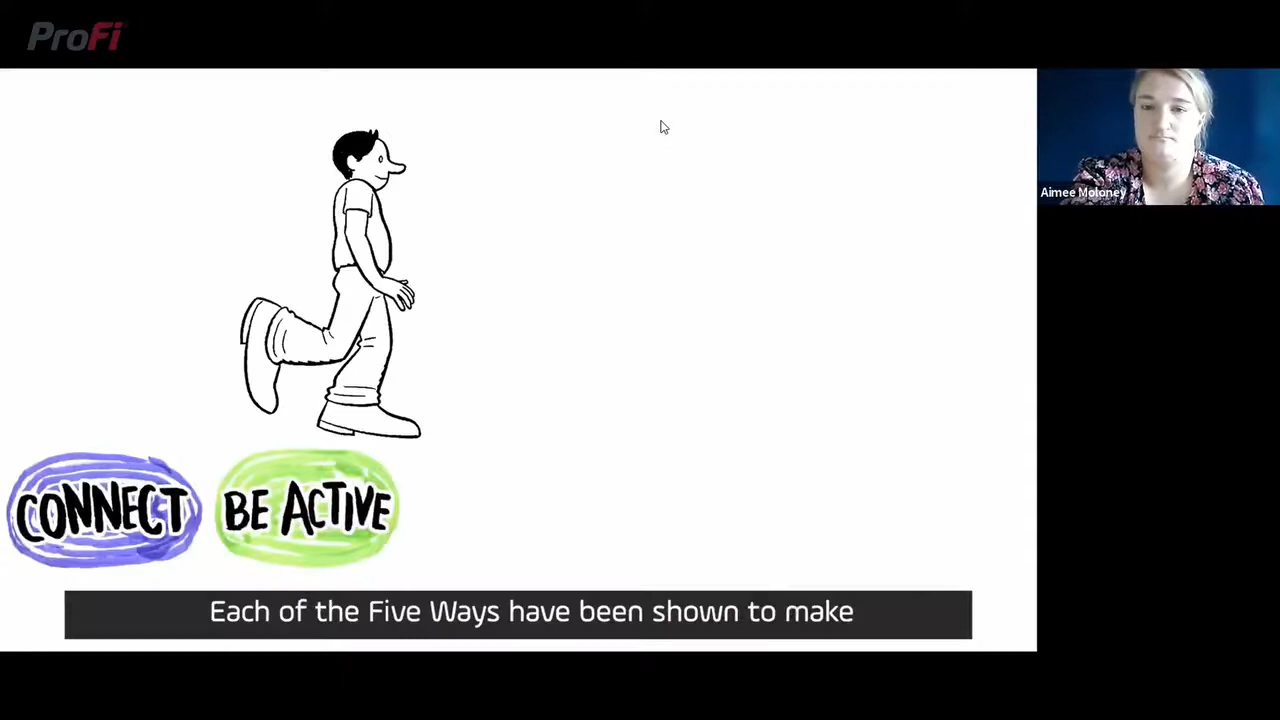 ProFi
Aimee Moloney
CONNECT BE ACTIVE
Each of the Five Ways have been shown to make